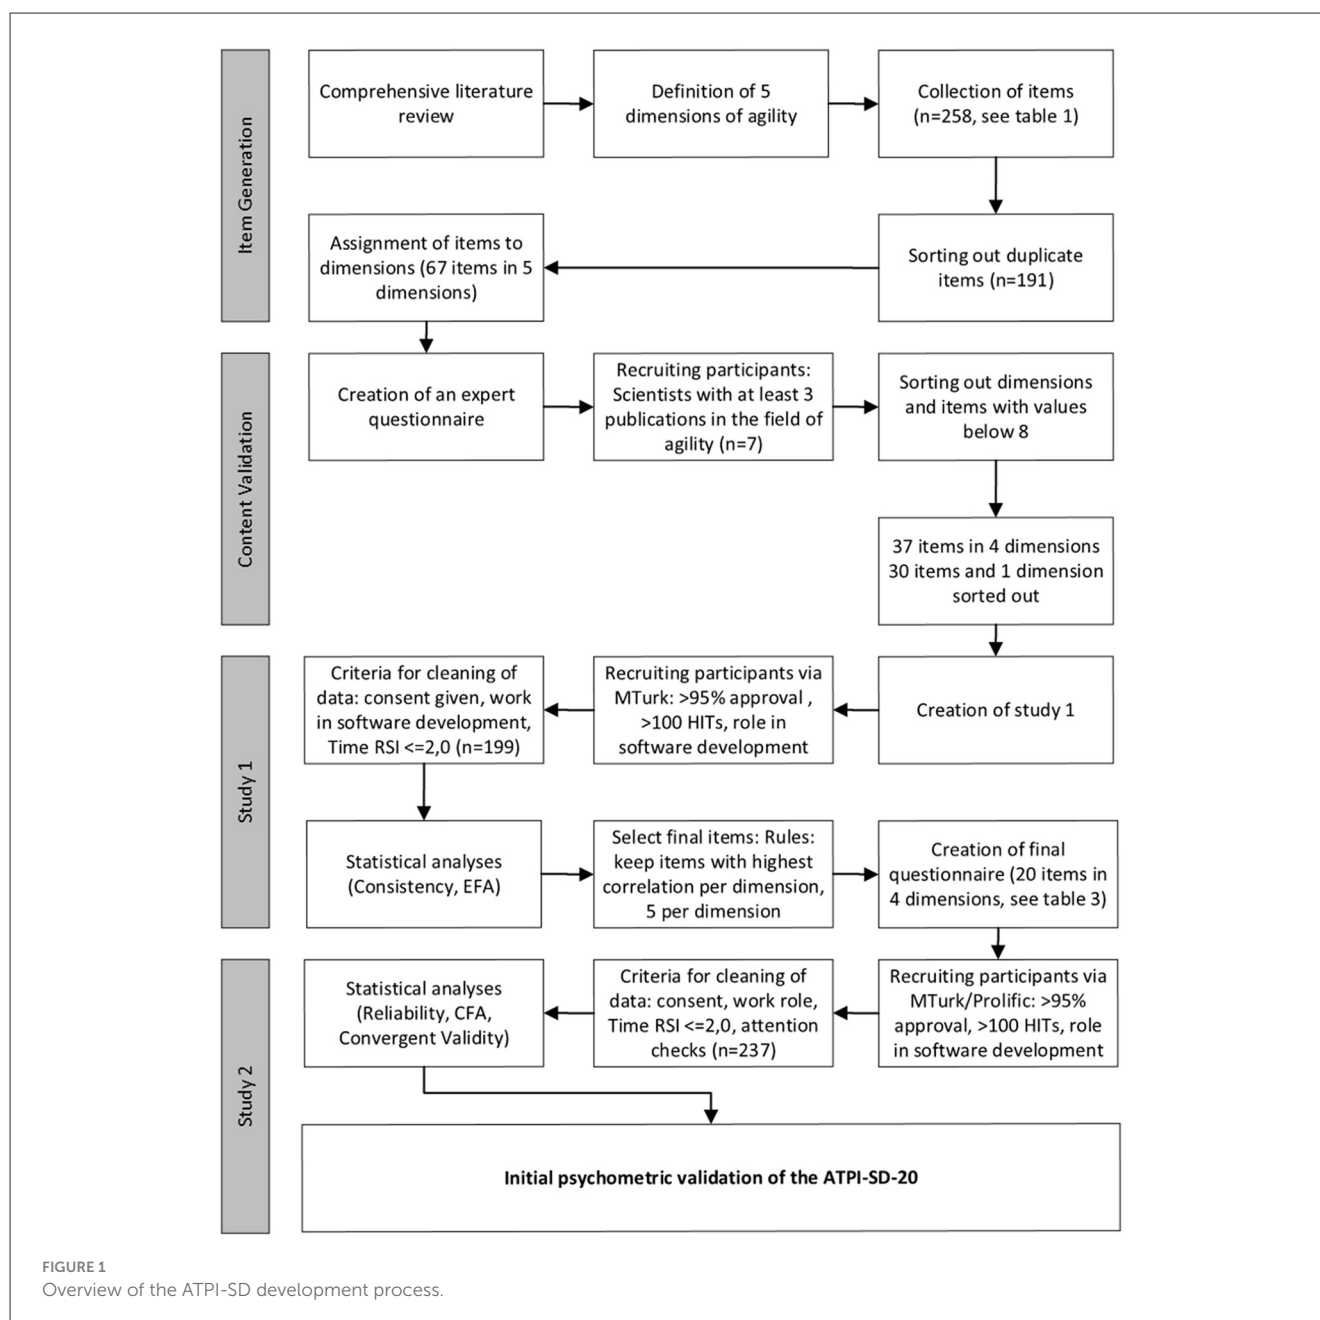 Item Generation
Comprehensive literature
review
Definition of 5
dimensions of agility
Collection of items
(n=258, see table 1)
Sorting out duplicate
items (n=191)
Assignment of items to
dimensions (67 items in 5
dimensions)
Content Validation
Creation of an expert
questionnaire
Recruiting participants:
Scientists with at least 3
publications in the field of
agility (n=7)
Sorting out dimensions
and items with values
below 8
37 items in 4 dimensions
30 items and 1 dimension
sorted out
Study 1
Creation of study 1
Recruiting participants via
MTurk: >95% approval ,
>100 HITs, role in
software development
Criteria for cleaning of
data: consent given, work
in software development,
Time RSI <=2,0 (n=199)
Statistical analyses
(Consistency, EFA)
Select final items: Rules:
keep items with highest
correlation per dimension,
5 per dimension
Creation of final
questionnaire (20 items in
4 dimensions, see table 3)
Study 2
Recruiting participants via
MTurk/Prolific: >95%
approval, >100 HITs, role
in software development
Criteria for cleaning of
data: consent, work role,
Time RSI <=2,0, attention
checks (n=237)
Statistical analyses
(Reliability, CFA,
Convergent Validity)
Initial psychometric validation of the ATPI-SD-20
FIGURE 1
Overview of the ATPI-SD development process.